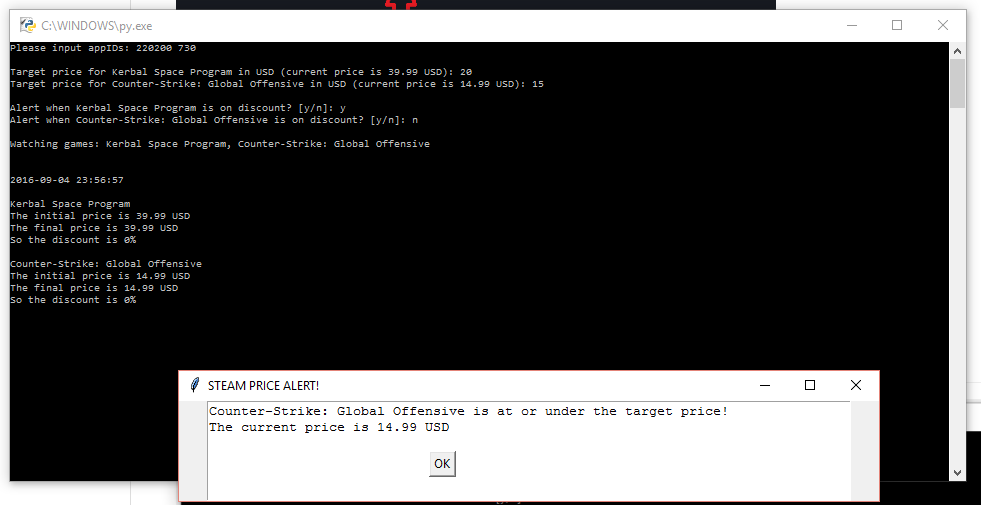 C:\WINDOWS\py.exe
Please input appIDs: 220200 730
Target price for Kerbal Space Program in USD (current price is 39.99 USD): 20
Target price for Counter-Strike: Global Offensive in USD (current price is 14.99 USD): 15
Alert when Kerbal Space Program is on discount? [y/n]: y
Alert when Counter-Strike: Global Offensive is on discount? [y/n]: n
Watching games: Kerbal Space Program, Counter-Strike: Global Offensive
2016-09-04 23:56:57
Kerbal Space Program
The initial price is 39.99 USD
The final price is 39.99 USD
So the discount is 0%
Counter-Strike: Global Offensive
The initial price is 14.99 USD
The final price is 14.99 USD
So the discount is 0%
STEAM PRICE ALERT!
Counter-Strike: Global Offensive is at or under the target price!
The current price is 14.99 USD
OK